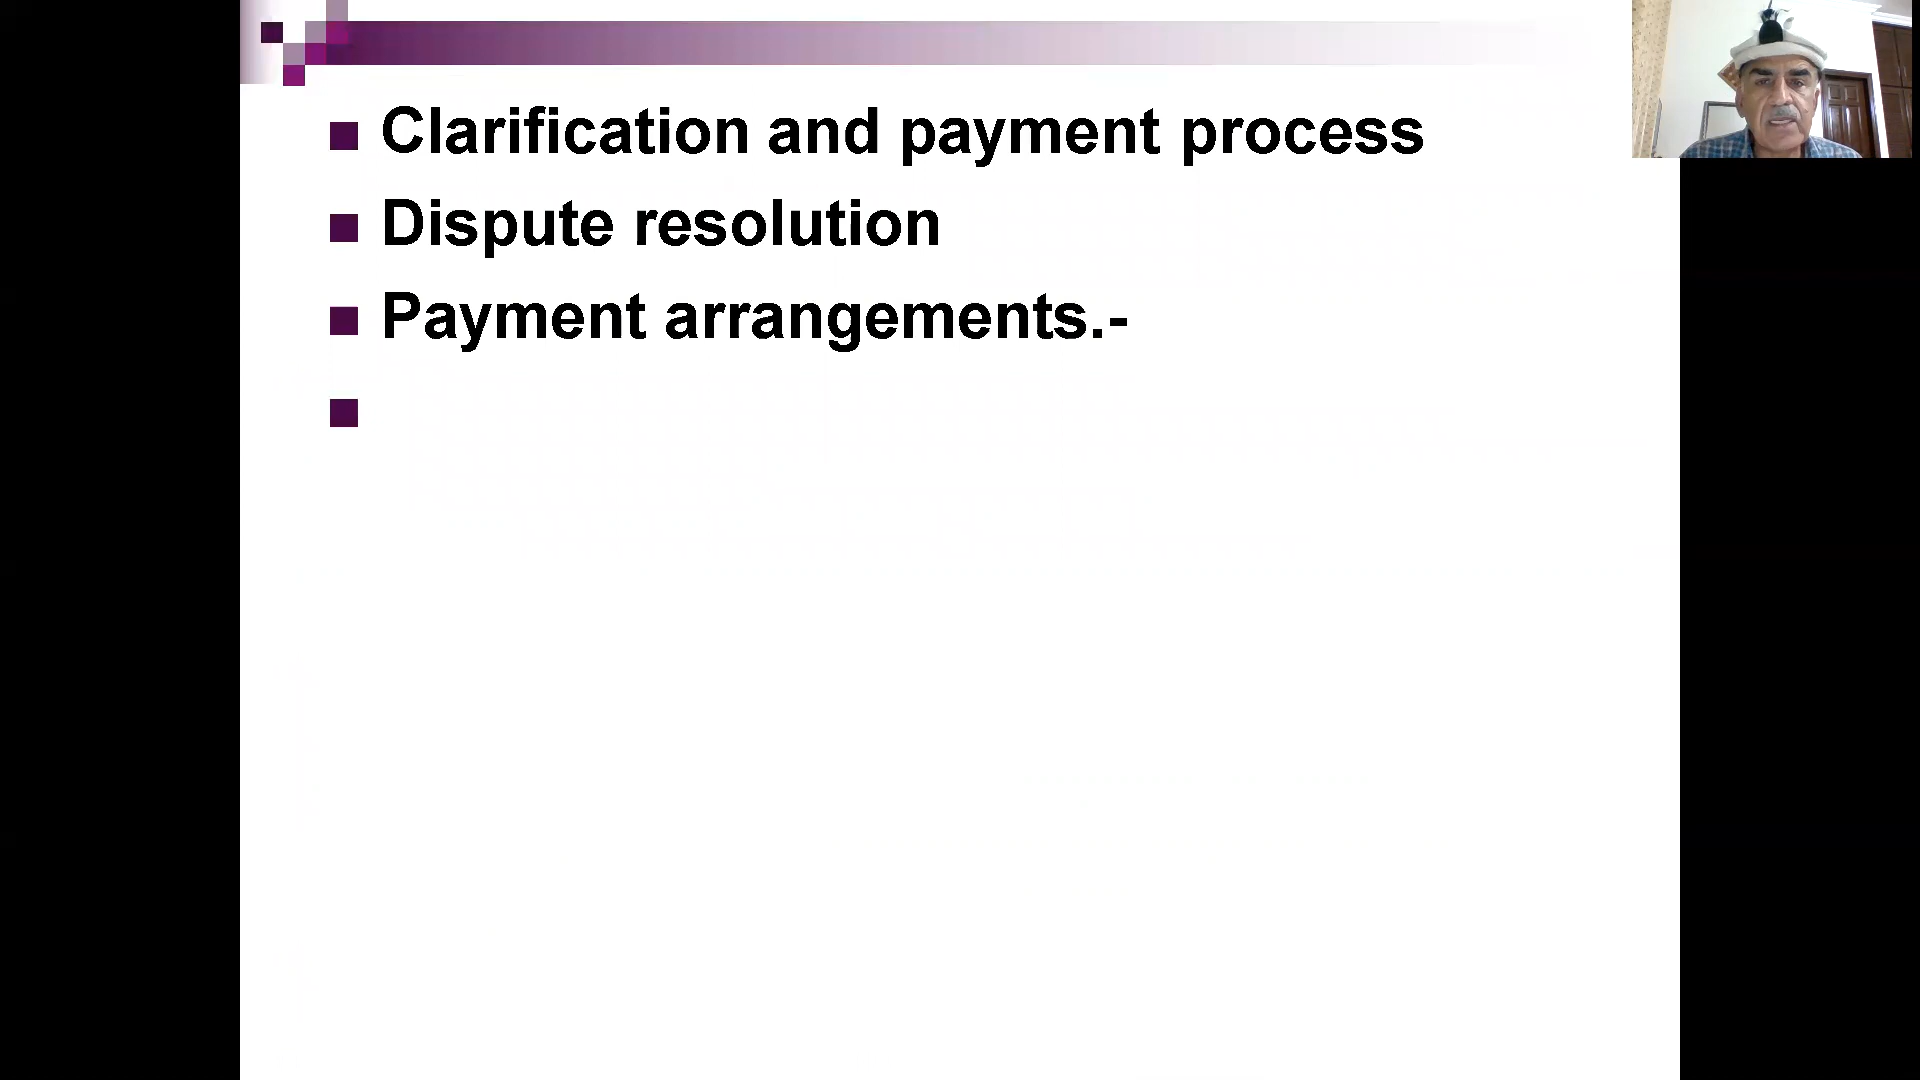 Clarification and payment process
Dispute resolution
Payment arrangements.-